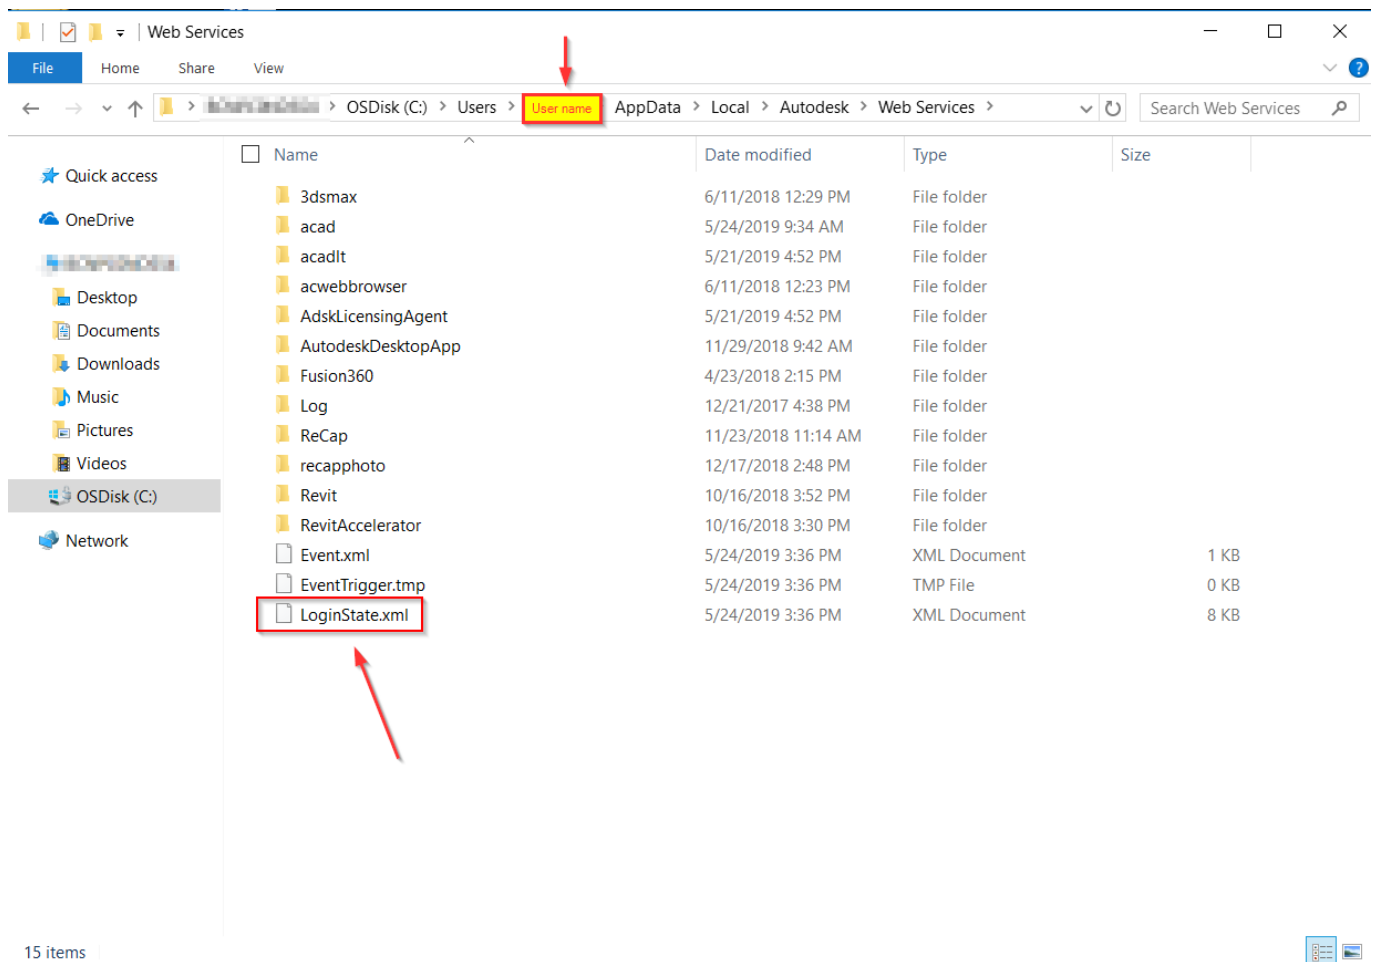 Web Services
File Home Share View
OSDisk (C:) Users User name AppData Local Autodesk Web Services Search Web Services
Name Date modified Type Size
Quick access
OneDrive
Desktop
Documents
Downloads
Music
Pictures
Videos
OSDisk (C:)
Network
3dsmax 6/11/2018 12:29 PM File folder
acad 5/24/2019 9:34 AM File folder
acadlt 5/21/2019 4:52 PM File folder
acwebbrowser 6/11/2018 12:23 PM File folder
AdskLicensingAgent 5/21/2019 4:52 PM File folder
AutodeskDesktopApp 11/29/2018 9:42 AM File folder
Fusion360 4/23/2018 2:15 PM File folder
Log 12/21/2017 4:38 PM File folder
ReCap 11/23/2018 11:14 AM File folder
recapphoto 12/17/2018 2:48 PM File folder
Revit 10/16/2018 3:52 PM File folder
RevitAccelerator 10/16/2018 3:30 PM File folder
Event.xml 5/24/2019 3:36 PM XML Document 1 KB
EventTrigger.tmp 5/24/2019 3:36 PM TMP File 0 KB
LoginState.xml 5/24/2019 3:36 PM XML Document 8 KB
15 items